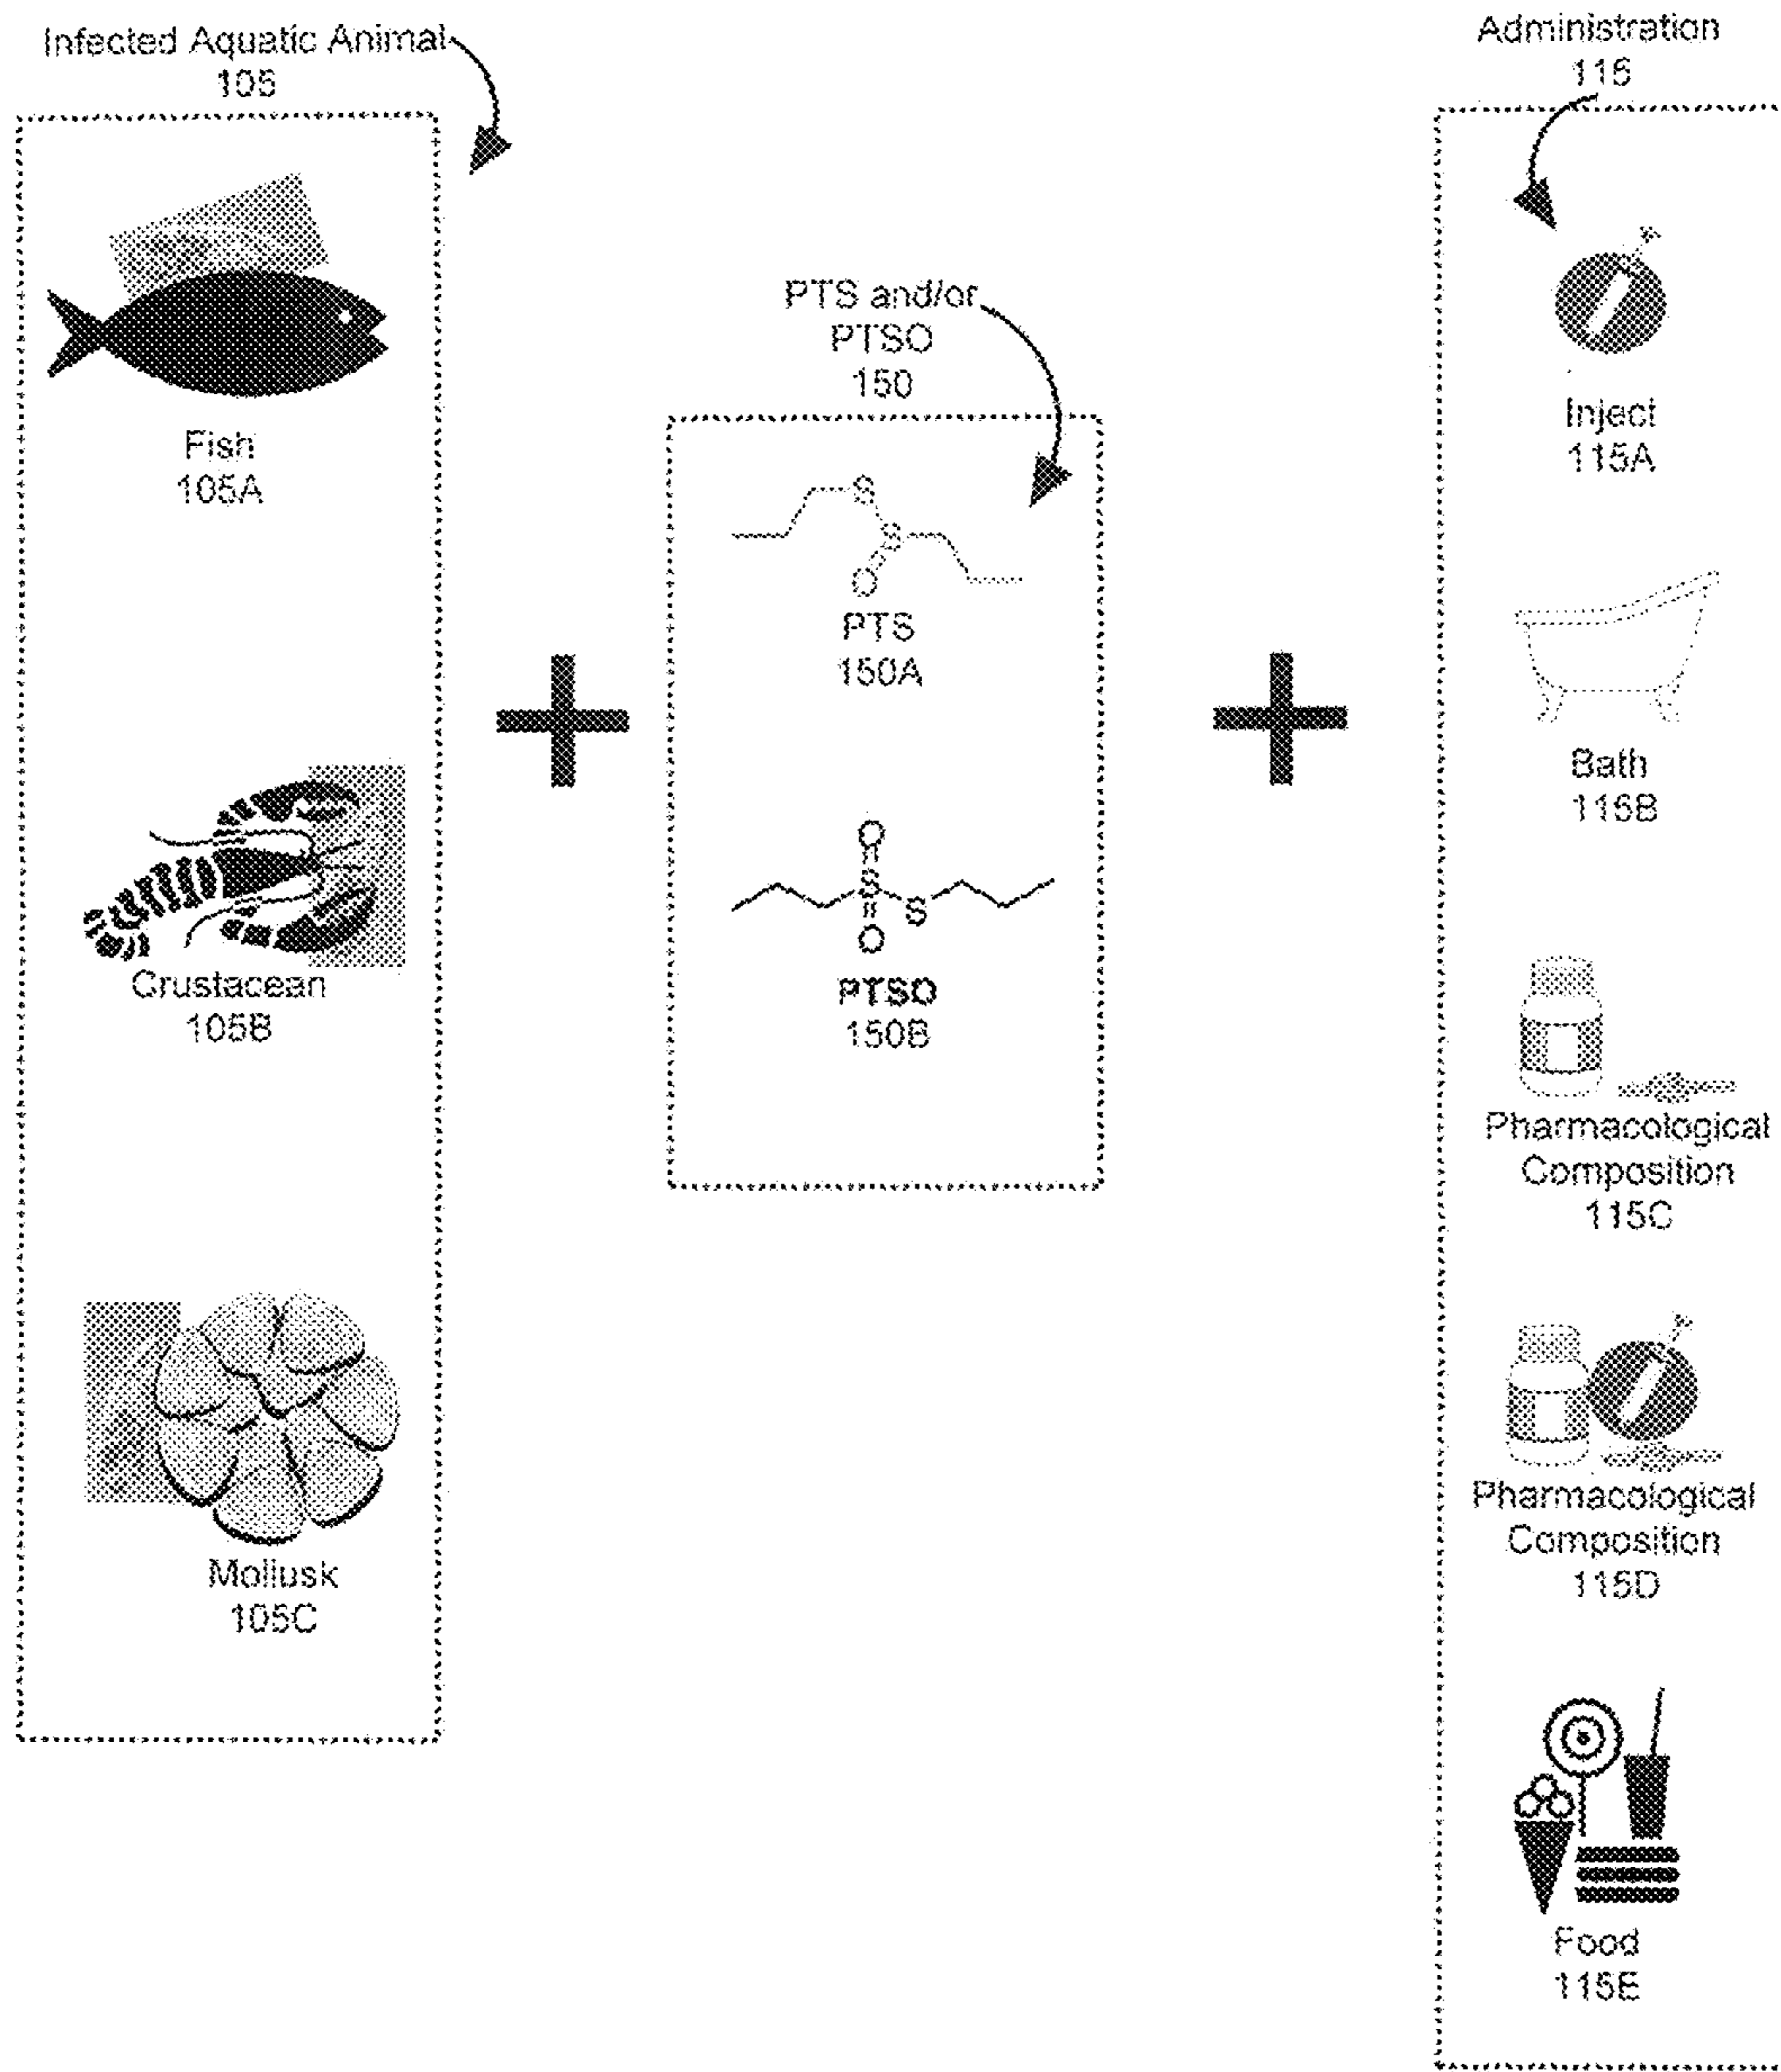 Infected Aquatic Animal
105
Fish
105A
Crustacean
105B
Mollusk
105C
PTS and/or
PTSO
150
S
S
O
PTS
150A
O
S
S
O
PTSO
150B
Administration
115
Inject
115A
Bath
115B
Pharmacological
Composition
115C
Pharmacological
Composition
115D
Food
115E